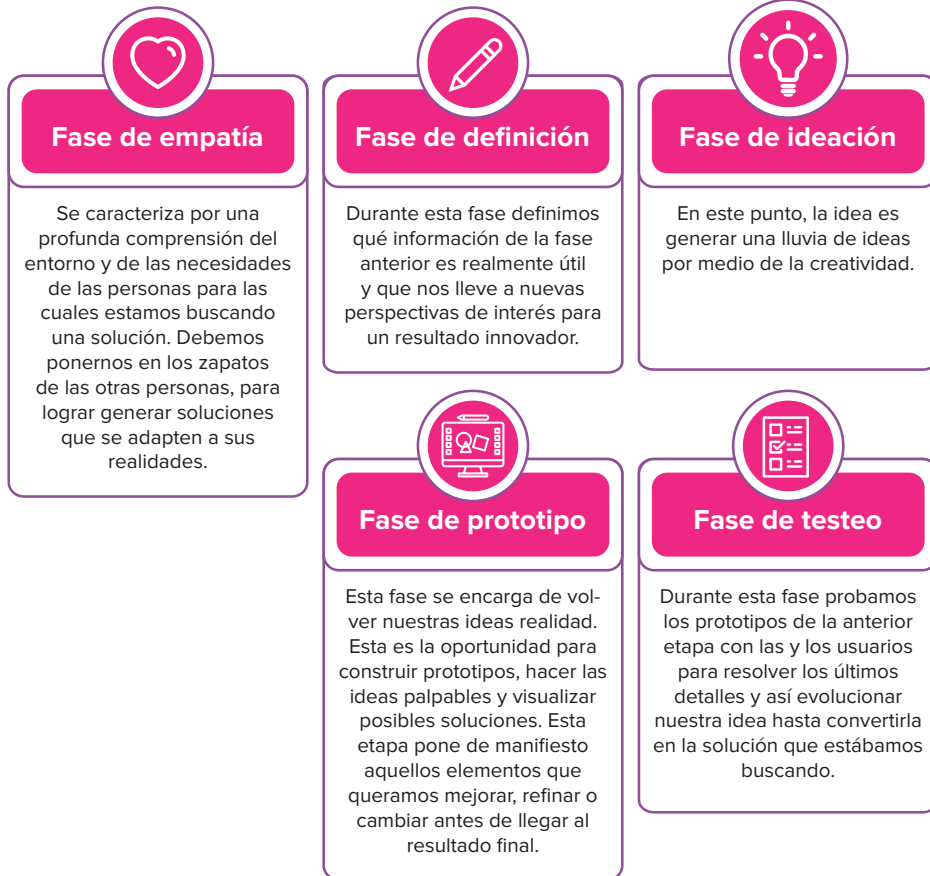 Fase de empatía
Se caracteriza por una
profunda comprensión del
entorno y de las necesidades
de las personas para las
cuales estamos buscando
una solución. Debemos
ponernos en los zapatos
de las otras personas, para
lograr generar soluciones
que se adapten a sus
realidades.
Fase de definición
Durante esta fase definimos
qué información de la fase
anterior es realmente útil
y que nos lleve a nuevas
perspectivas de interés para
un resultado innovador.
Fase de ideación
En este punto, la idea es
generar una lluvia de ideas
por medio de la creatividad.
Fase de prototipo
Esta fase se encarga de vol-
ver nuestras ideas realidad.
Esta es la oportunidad para
construir prototipos, hacer las
ideas palpables y visualizar
posibles soluciones. Esta
etapa pone de manifiesto
aquellos elementos que
queramos mejorar, refinar o
cambiar antes de llegar al
resultado final.
Fase de testeo
Durante esta fase probamos
los prototipos de la anterior
etapa con las y los usuarios
para resolver los últimos
detalles y así evolucionar
nuestra idea hasta convertirla
en la solución que estábamos
buscando.